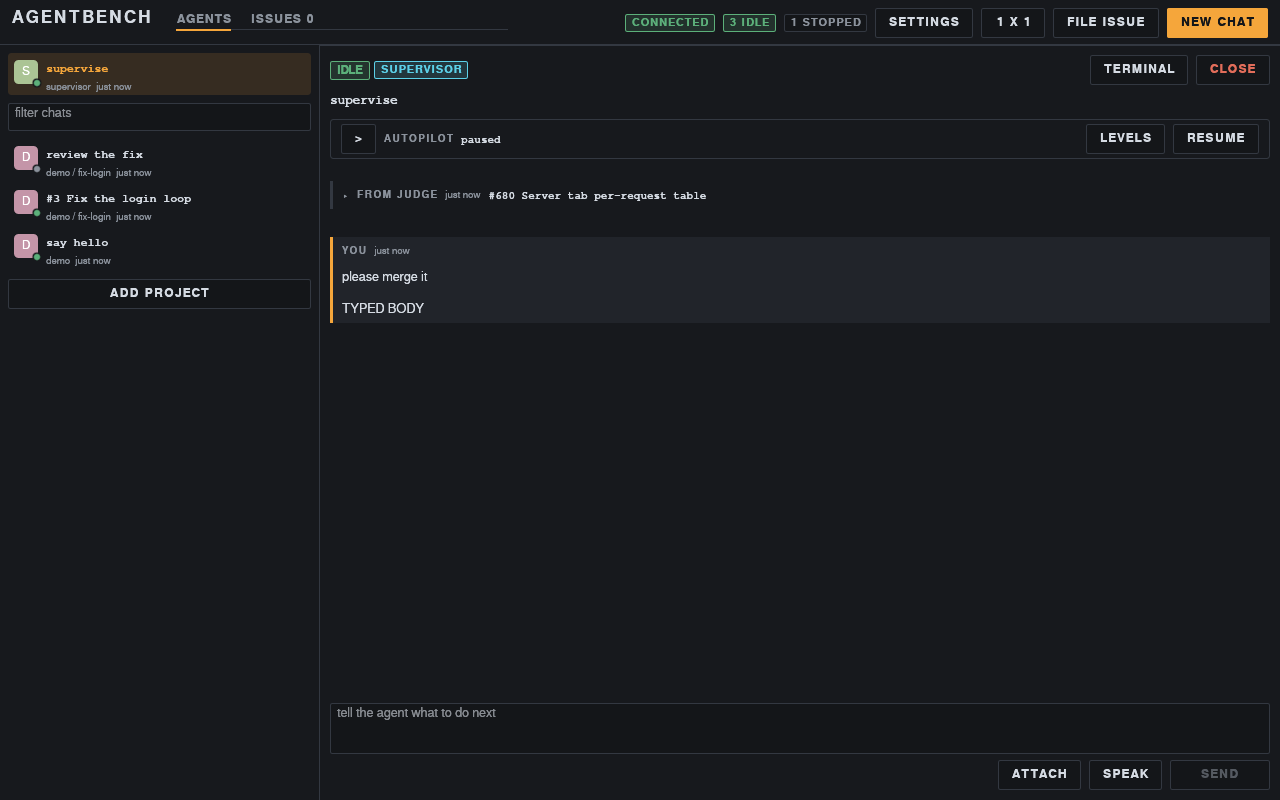 AGENTBENCH
AGENTS ISSUES 0
CONNECTED 3 IDLE 1 STOPPED SETTINGS 1 X 1 FILE ISSUE NEW CHAT
S supervise
supervisor just now
filter chats
D review the fix
demo / fix-login just now
D #3 Fix the login loop
demo / fix-login just now
D say hello
demo just now
ADD PROJECT
IDLE SUPERVISOR TERMINAL CLOSE
supervise
> AUTOPILOT paused LEVELS RESUME
▸ FROM JUDGE just now #680 Server tab per-request table
YOU just now
please merge it
TYPED BODY
tell the agent what to do next
ATTACH SPEAK SEND